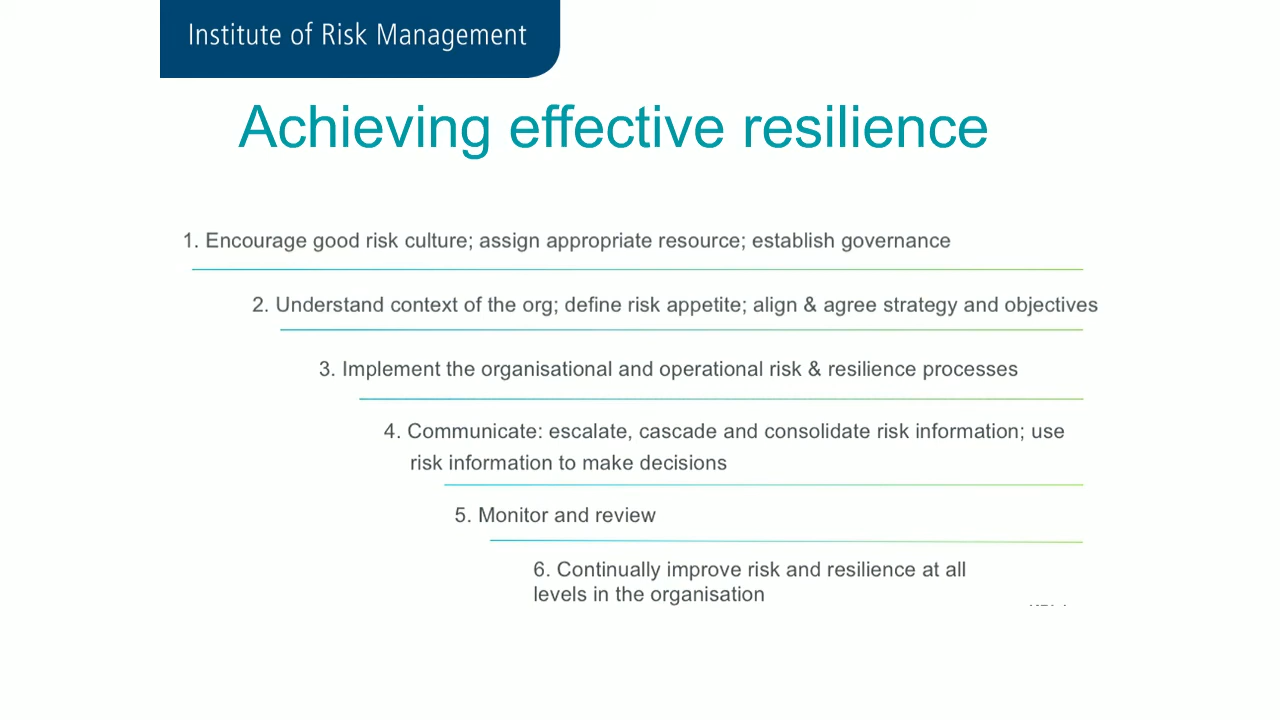 Institute of Risk Management
Achieving effective resilience
1. Encourage good risk culture; assign appropriate resource; establish governance
2. Understand context of the org; define risk appetite; align & agree strategy and objectives
3. Implement the organisational and operational risk & resilience processes
4. Communicate: escalate, cascade and consolidate risk information; use
risk information to make decisions
5. Monitor and review
6. Continually improve risk and resilience at all
levels in the organisation